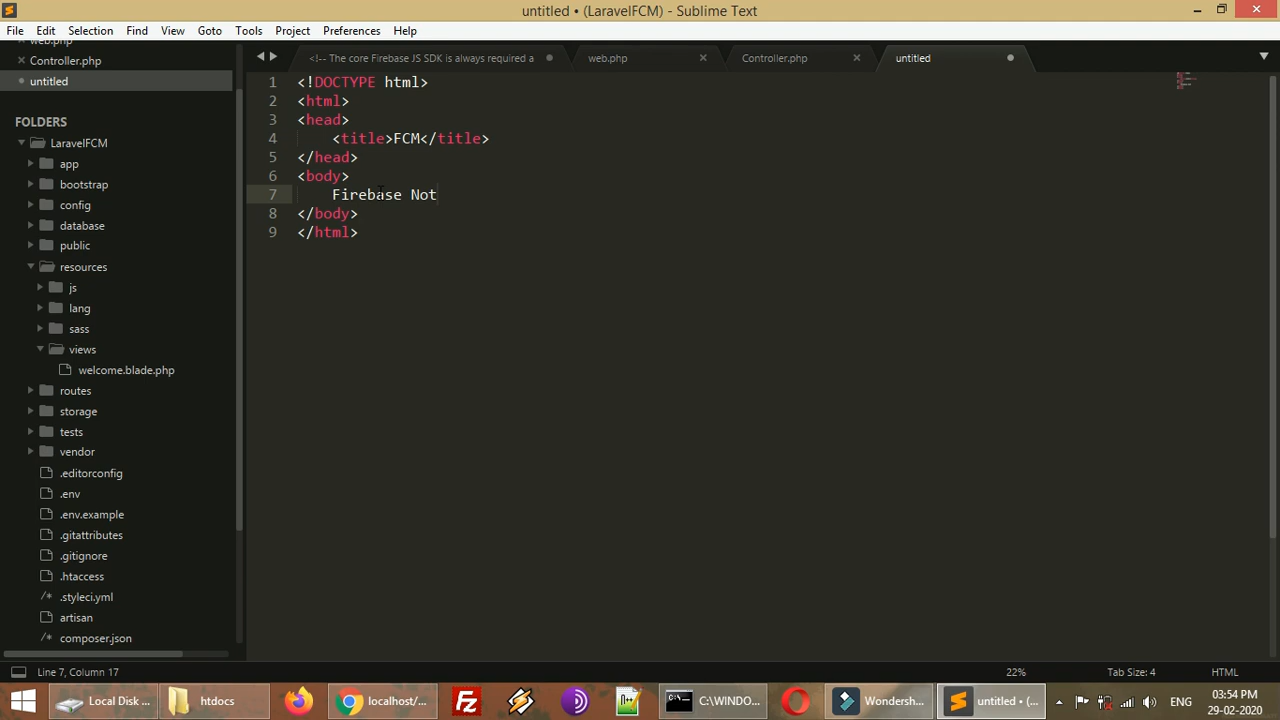 untitled • (LaravelFCM) - Sublime Text
File Edit Selection Find View Goto Tools Project Preferences Help
web.php
Controller.php
untitled
FOLDERS
LaravelFCM
app
bootstrap
config
database
public
resources
js
lang
sass
views
welcome.blade.php
routes
storage
tests
vendor
.editorconfig
.env
.env.example
.gitattributes
.gitignore
.htaccess
/* .styleci.yml
artisan
/* composer.json
<!-- The core Firebase JS SDK is always required a
web.php
Controller.php
untitled
1 <!DOCTYPE html>
2 <html>
3 <head>
4 <title>FCM</title>
5 </head>
6 <body>
7 Firebase Not
8 </body>
9 </html>
Line 7, Column 17
22%
Tab Size: 4
HTML
Local Disk ...
htdocs
localhost/...
C:\WINDO...
Wondersh...
untitled • (...
ENG
03:54 PM
29-02-2020